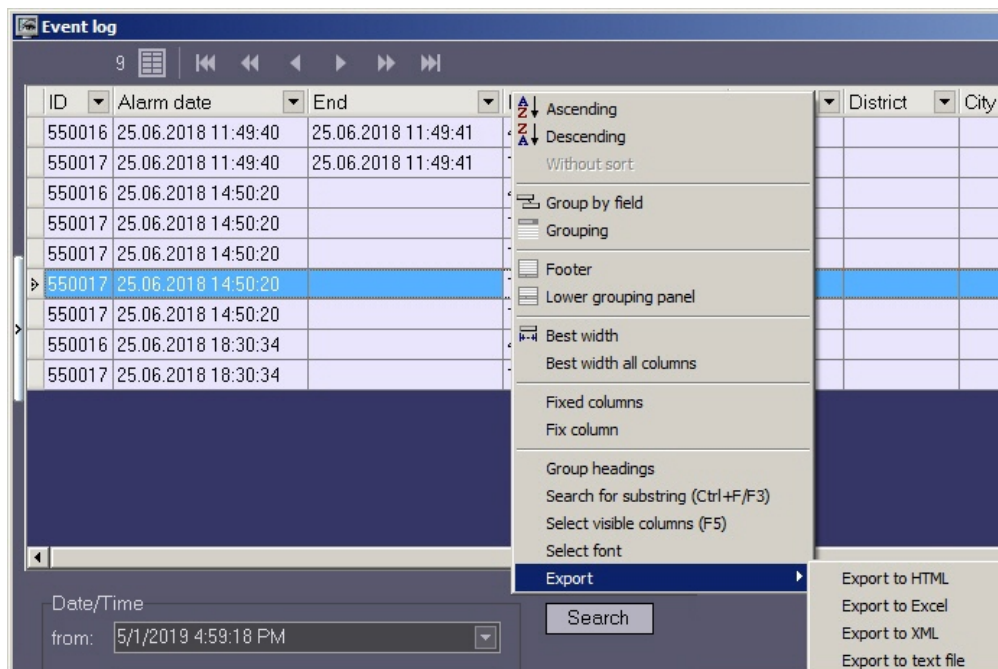 Event log
9
ID Alarm date End District City
550016 25.06.2018 11:49:40 25.06.2018 11:49:41
550017 25.06.2018 11:49:40 25.06.2018 11:49:41
550016 25.06.2018 14:50:20
550017 25.06.2018 14:50:20
550017 25.06.2018 14:50:20
550017 25.06.2018 14:50:20
550017 25.06.2018 14:50:20
550016 25.06.2018 18:30:34
550017 25.06.2018 18:30:34
Ascending
Descending
Without sort
Group by field
Grouping
Footer
Lower grouping panel
Best width
Best width all columns
Fixed columns
Fix column
Group headings
Search for substring (Ctrl+F/F3)
Select visible columns (F5)
Select font
Export
Export to HTML
Export to Excel
Export to XML
Export to text file
Date/Time
from: 5/1/2019 4:59:18 PM
Search